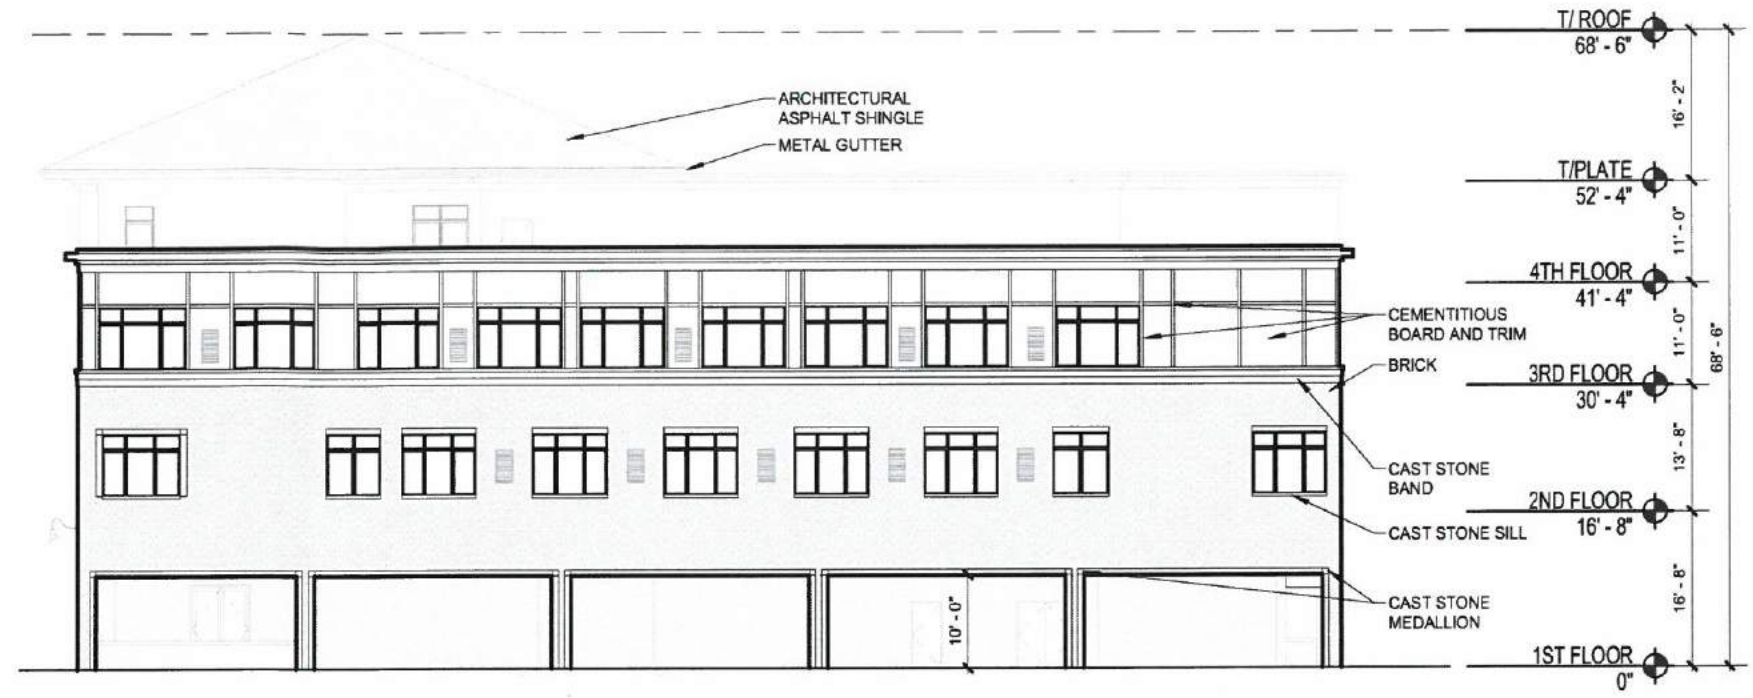 T/ ROOF
68' - 6"
16' - 2"
ARCHITECTURAL
ASPHALT SHINGLE
METAL GUTTER
T/PLATE
52' - 4"
11' - 0"
4TH FLOOR
41' - 4"
CEMENTITIOUS
BOARD AND TRIM
11' - 0"
68' - 6"
BRICK
3RD FLOOR
30' - 4"
13' - 8"
CAST STONE
BAND
2ND FLOOR
16' - 8"
CAST STONE SILL
16' - 8"
CAST STONE
MEDALLION
10' - 0"
1ST FLOOR
0"